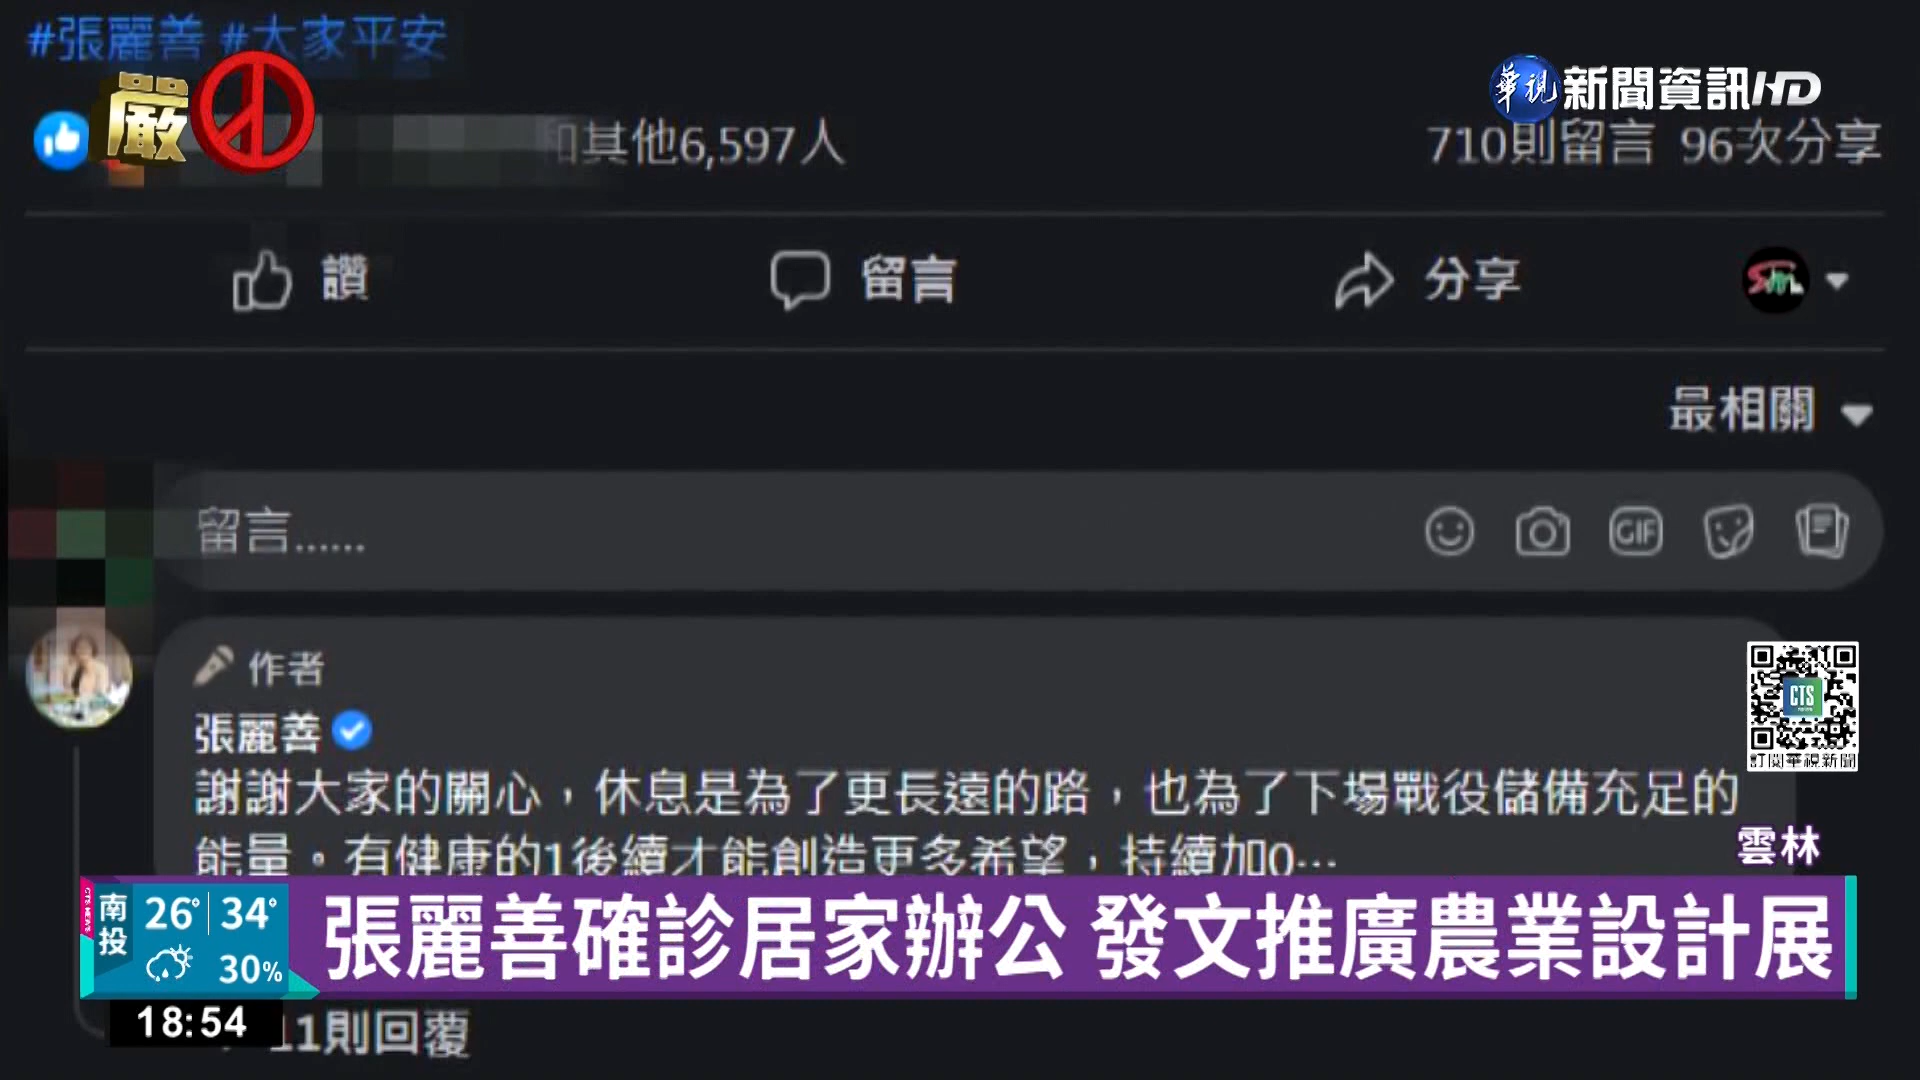 #張麗善 #大家平安
嚴
華視 新聞資訊HD
和其他6,597人
710則留言 96次分享
讚
留言
分享
最相關
留言......
GIF
作者
張麗善
謝謝大家的關心,休息是為了更長遠的路,也為了下場戰役儲備充足的
能量。有健康的1後續才能創造更多希望,持續加0…
CTS
訂閱華視新聞
雲林
CTS NEWS
南投
26° 34°
30%
張麗善確診居家辦公 發文推廣農業設計展
18:54
11則回覆